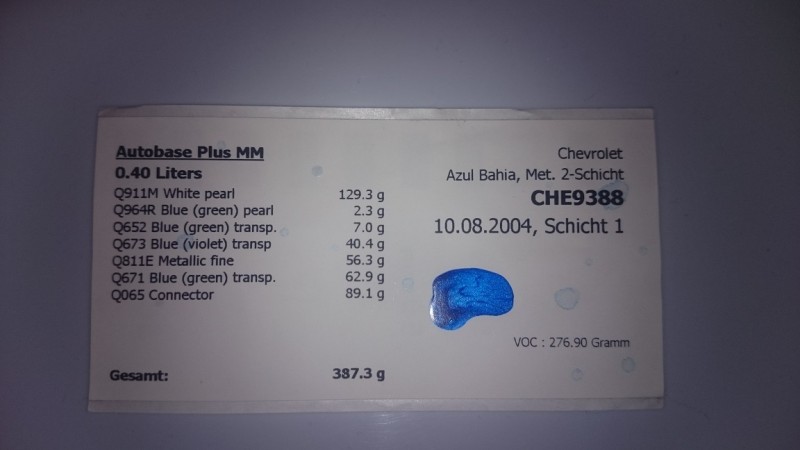 Autobase Plus MM
0.40 Liters
Q911M White pearl 129.3 g
Q964R Blue (green) pearl 2.3 g
Q652 Blue (green) transp. 7.0 g
Q673 Blue (violet) transp 40.4 g
Q811E Metallic fine 56.3 g
Q671 Blue (green) transp. 62.9 g
Q065 Connector 89.1 g
Gesamt: 387.3 g
Chevrolet
Azul Bahia, Met. 2-Schicht
CHE9388
10.08.2004, Schicht 1
VOC : 276.90 Gramm